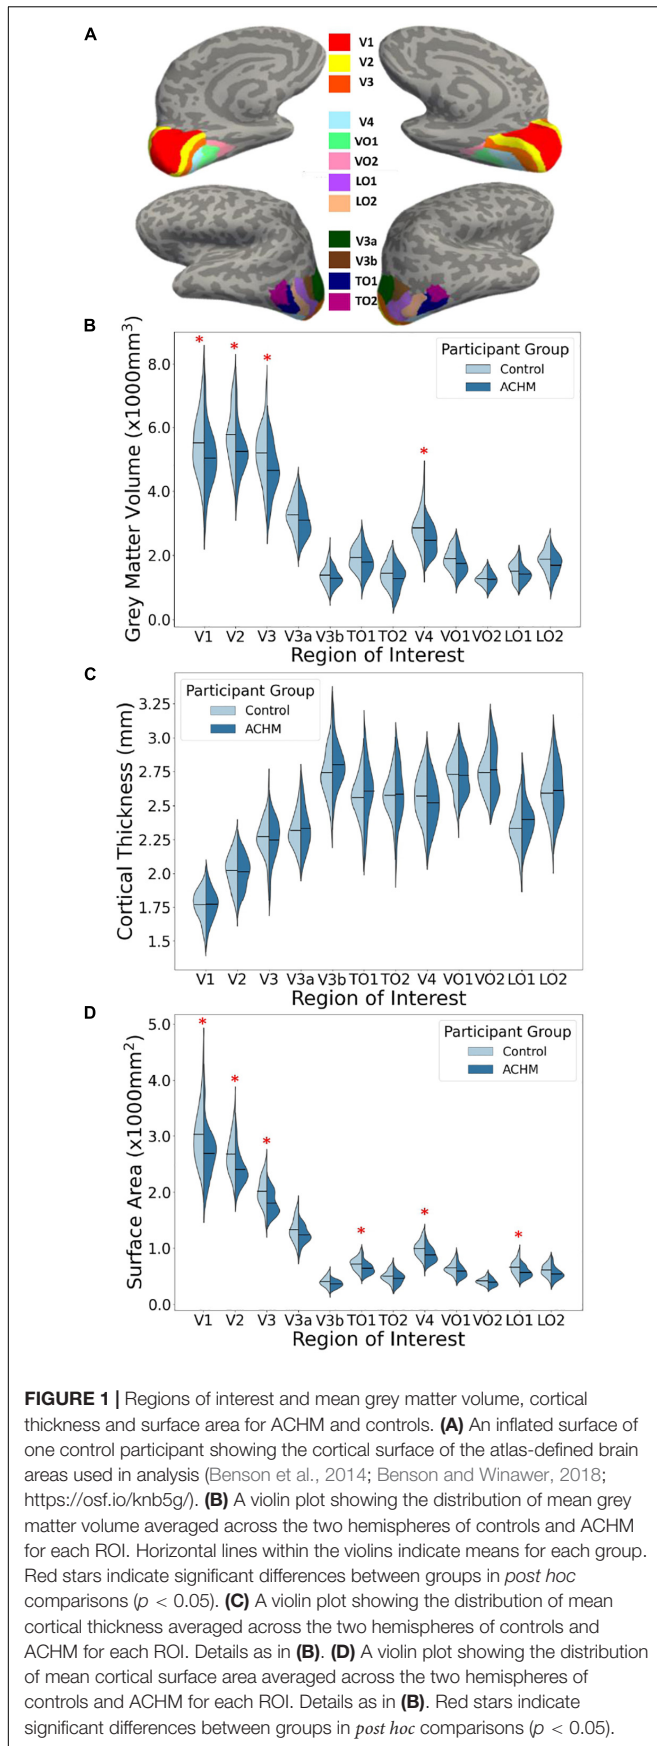 A
V1
V2
V3
V4
VO1
VO2
LO1
LO2
V3a
V3b
TO1
TO2
B
Grey Matter Volume (x1000mm³)
8.0
6.0
4.0
2.0
0.0
* * * *
Participant Group
Control
ACHM
V1 V2 V3 V3a V3b TO1 TO2 V4 VO1 VO2 LO1 LO2
Region of Interest
C
Cortical Thickness (mm)
3.25
3.0
2.75
2.5
2.25
2.0
1.75
1.5
Participant Group
Control
ACHM
V1 V2 V3 V3a V3b TO1 TO2 V4 VO1 VO2 LO1 LO2
Region of Interest
D
Surface Area (x1000mm²)
5.0
4.0
3.0
2.0
1.0
0.0
* * * * * *
Participant Group
Control
ACHM
V1 V2 V3 V3a V3b TO1 TO2 V4 VO1 VO2 LO1 LO2
Region of Interest
FIGURE 1 | Regions of interest and mean grey matter volume, cortical
thickness and surface area for ACHM and controls. (A) An inflated surface of
one control participant showing the cortical surface of the atlas-defined brain
areas used in analysis (Benson et al., 2014; Benson and Winawer, 2018;
https://osf.io/knb5g/). (B) A violin plot showing the distribution of mean grey
matter volume averaged across the two hemispheres of controls and ACHM
for each ROI. Horizontal lines within the violins indicate means for each group.
Red stars indicate significant differences between groups in post hoc
comparisons (p < 0.05). (C) A violin plot showing the distribution of mean
cortical thickness averaged across the two hemispheres of controls and
ACHM for each ROI. Details as in (B). (D) A violin plot showing the distribution
of mean cortical surface area averaged across the two hemispheres of
controls and ACHM for each ROI. Details as in (B). Red stars indicate
significant differences between groups in post hoc comparisons (p < 0.05).